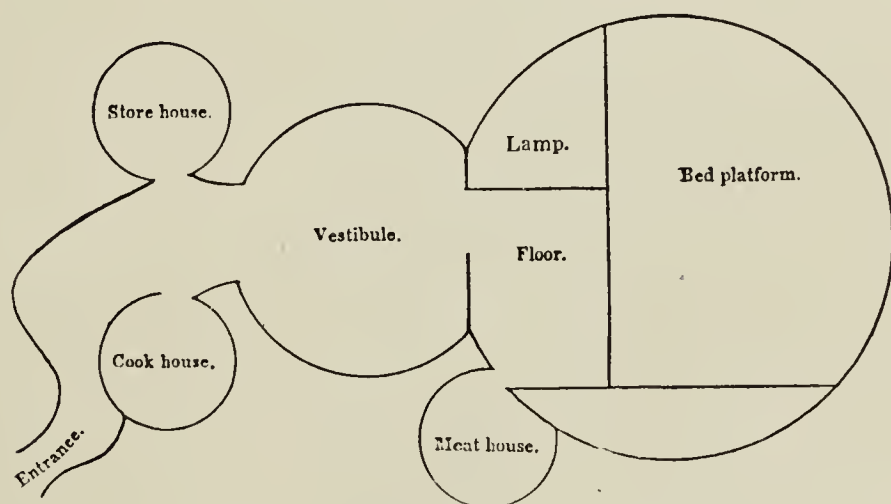 Store house.
Lamp.
Bed platform.
Vestibule.
Floor.
Cook house.
Meat house.
Entrance.